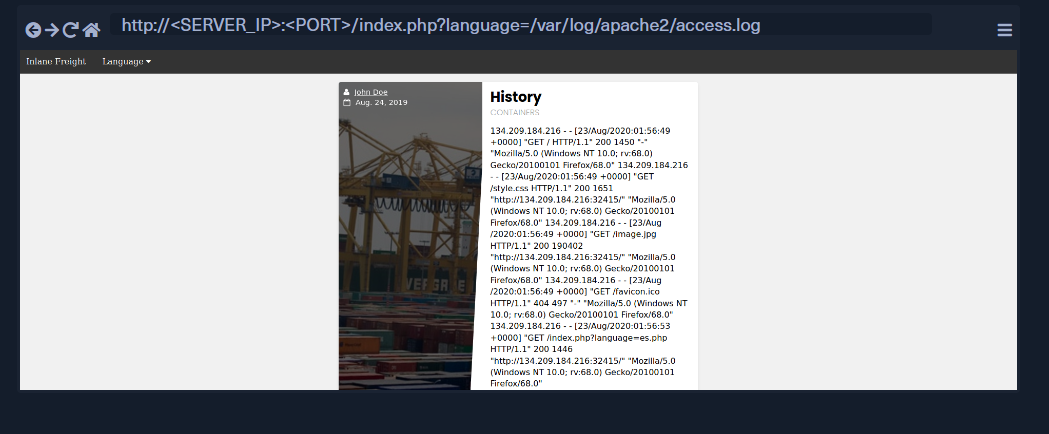 http://<SERVER_IP>:<PORT>/index.php?language=/var/log/apache2/access.log
Inlane Freight Language
John Doe
Aug. 24, 2019
History
CONTAINERS
134.209.184.216 - - [23/Aug/2020:01:56:49
+0000] "GET / HTTP/1.1" 200 1450 "-"
"Mozilla/5.0 (Windows NT 10.0; rv:68.0)
Gecko/20100101 Firefox/68.0" 134.209.184.216
- - [23/Aug/2020:01:56:49 +0000] "GET
/style.css HTTP/1.1" 200 1651
"http://134.209.184.216:32415/" "Mozilla/5.0
(Windows NT 10.0; rv:68.0) Gecko/20100101
Firefox/68.0" 134.209.184.216 - - [23/Aug
/2020:01:56:49 +0000] "GET /image.jpg
HTTP/1.1" 200 190402
"http://134.209.184.216:32415/" "Mozilla/5.0
(Windows NT 10.0; rv:68.0) Gecko/20100101
Firefox/68.0" 134.209.184.216 - - [23/Aug
/2020:01:56:49 +0000] "GET /favicon.ico
HTTP/1.1" 404 497 "-" "Mozilla/5.0 (Windows NT
10.0; rv:68.0) Gecko/20100101 Firefox/68.0"
134.209.184.216 - - [23/Aug/2020:01:56:53
+0000] "GET /index.php?language=es.php
HTTP/1.1" 200 1446
"http://134.209.184.216:32415/" "Mozilla/5.0
(Windows NT 10.0; rv:68.0) Gecko/20100101
Firefox/68.0"